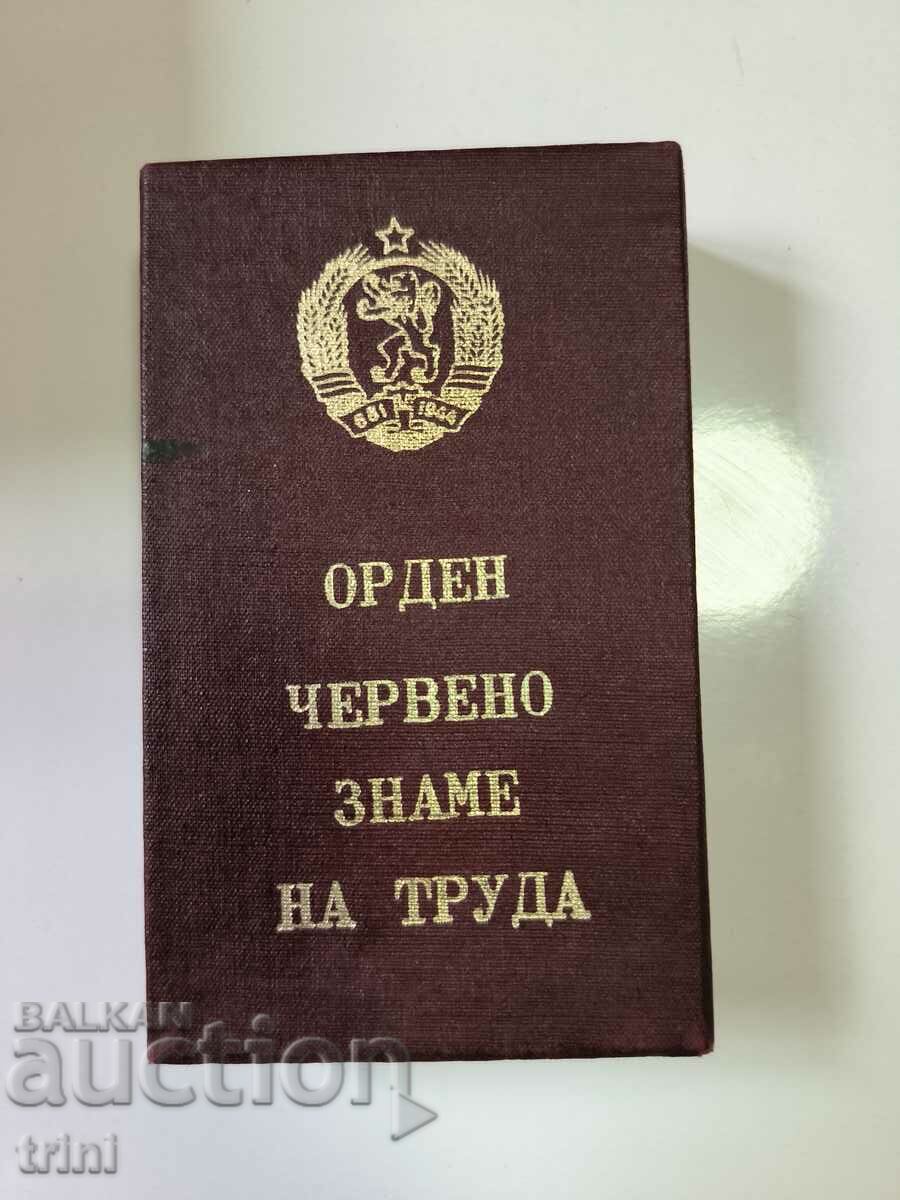 681 1944
ОРДЕН
ЧЕРВЕНО
ЗНАМЕ
НА ТРУДА
BALKAN
auction
trini